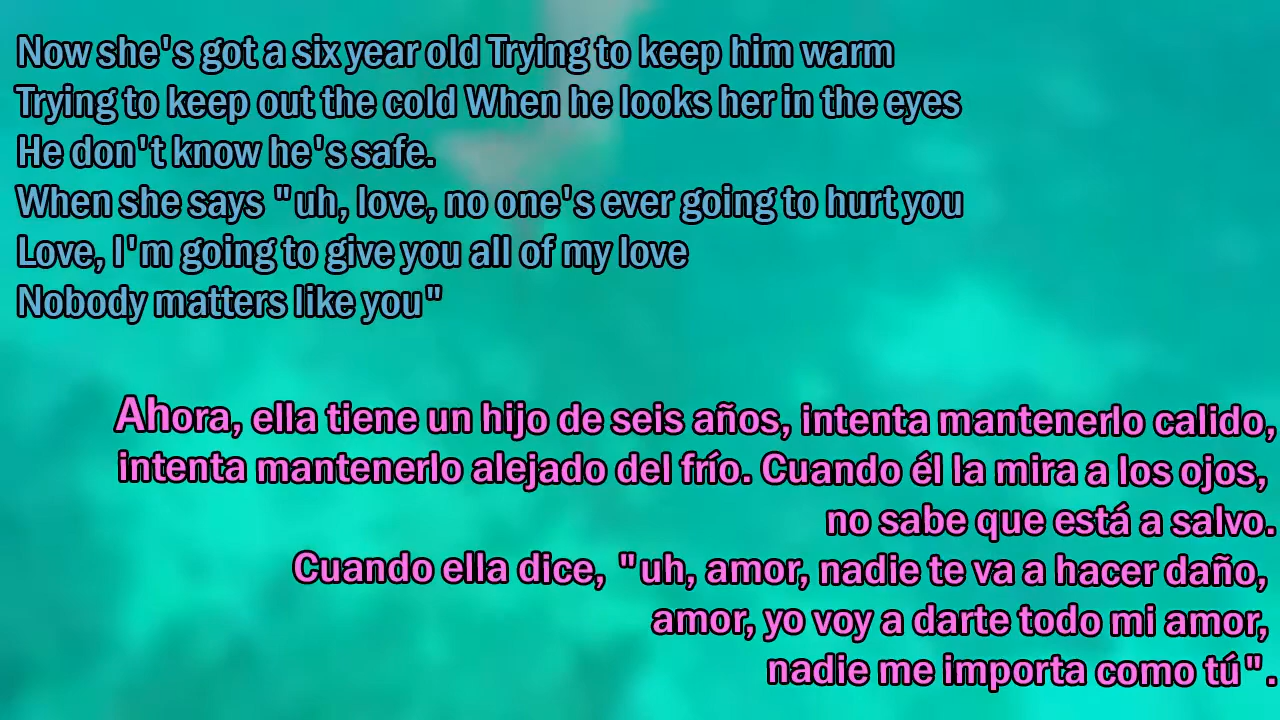 Now she's got a six year old Trying to keep him warm
Trying to keep out the cold When he looks her in the eyes
He don't know he's safe.
When she says "uh, love, no one's ever going to hurt you
Love, I'm going to give you all of my love
Nobody matters like you"
Ahora, ella tiene un hijo de seis años, intenta mantenerlo calido,
intenta mantenerlo alejado del frío. Cuando él la mira a los ojos,
no sabe que está a salvo.
Cuando ella dice, "uh, amor, nadie te va a hacer daño,
amor, yo voy a darte todo mi amor,
nadie me importa como tú".